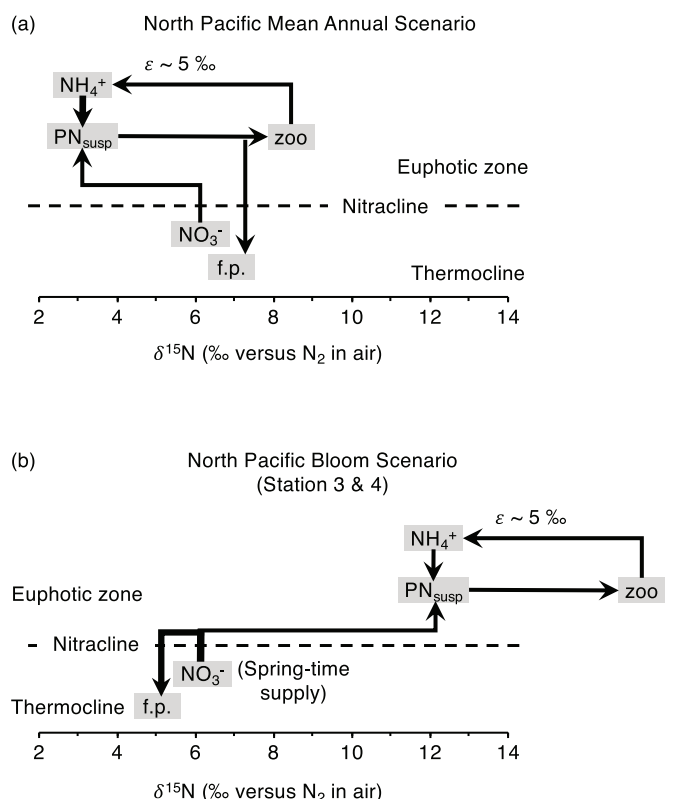 (a) North Pacific Mean Annual Scenario
ε ~ 5 ‰
NH₄⁺
PNsusp
zoo
Euphotic zone
Nitracline
NO₃⁻
f.p.
Thermocline
2 4 6 8 10 12 14
δ¹⁵N (‰ versus N₂ in air)
(b) North Pacific Bloom Scenario
(Station 3 & 4)
ε ~ 5 ‰
NH₄⁺
Euphotic zone
PNsusp
zoo
Nitracline
NO₃⁻
(Spring-time
supply)
Thermocline
f.p.
2 4 6 8 10 12 14
δ¹⁵N (‰ versus N₂ in air)